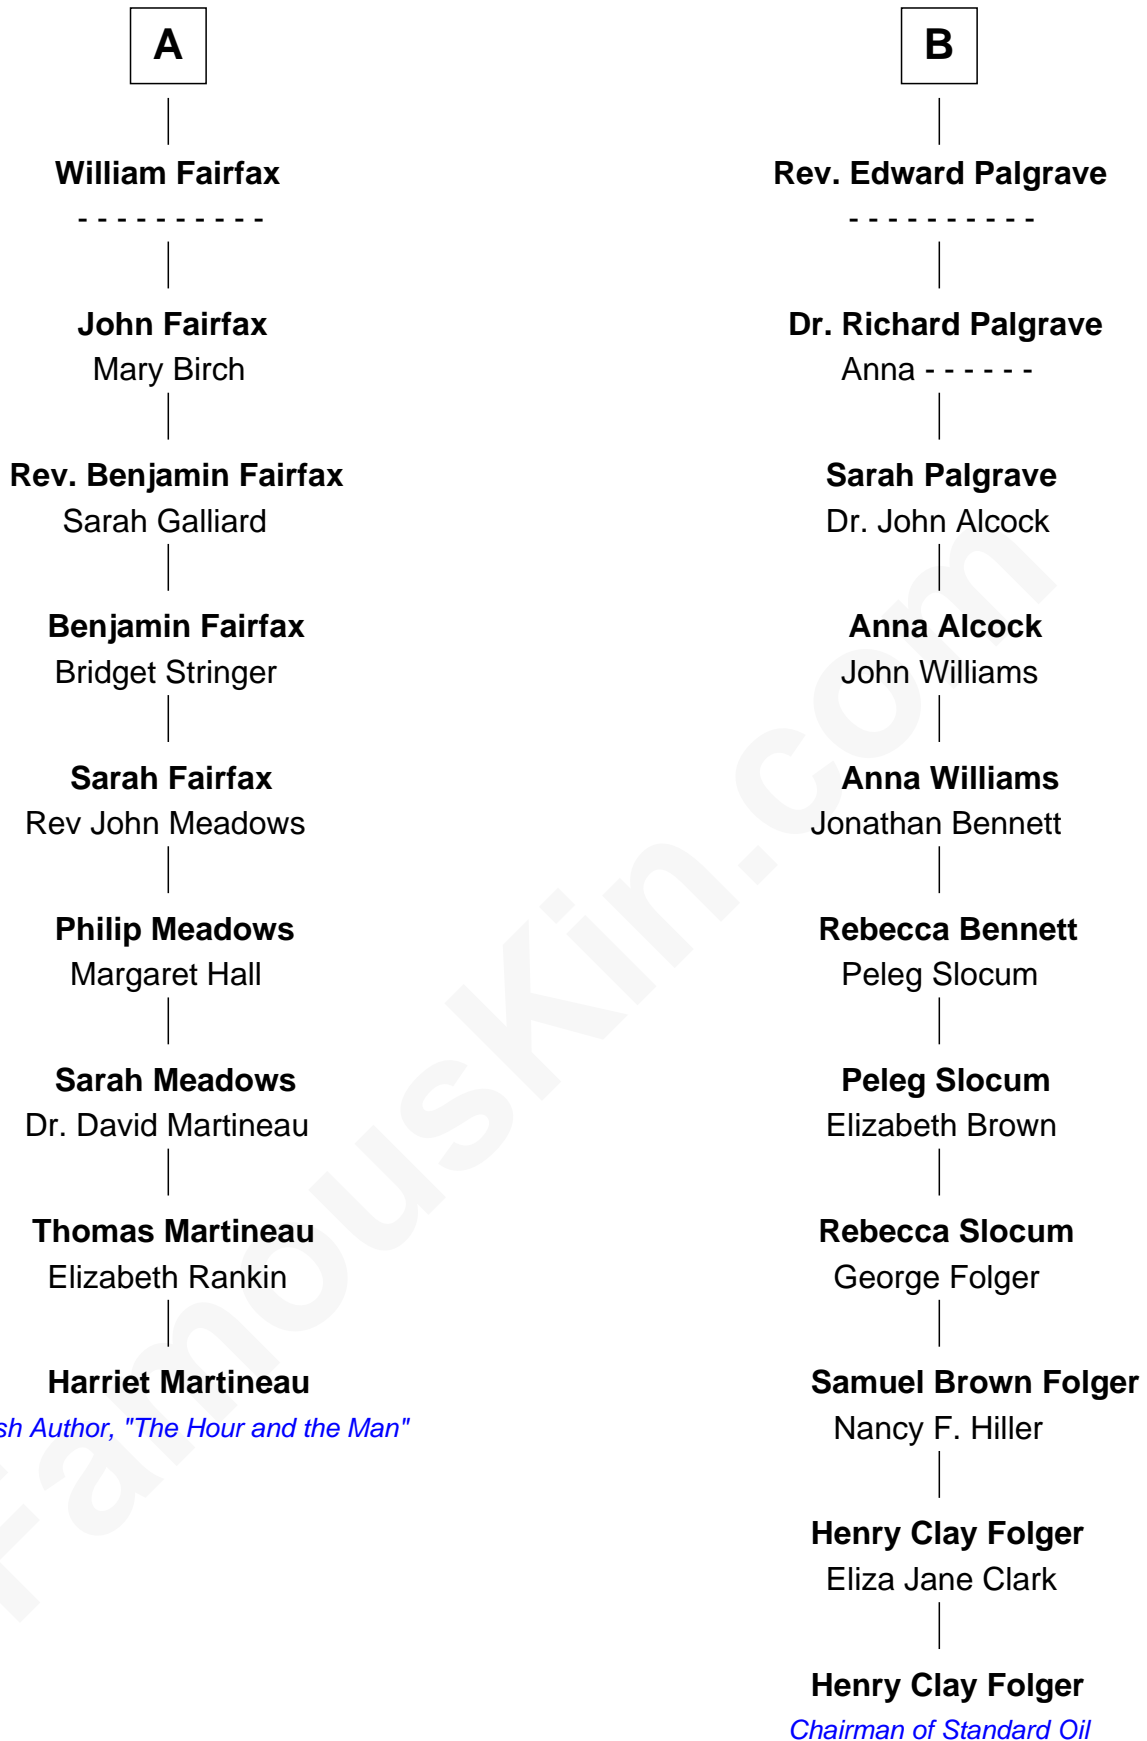 A
William Fairfax
- - - - - - - - - -
John Fairfax
Mary Birch
Rev. Benjamin Fairfax
Sarah Galliard
Benjamin Fairfax
Bridget Stringer
Sarah Fairfax
Rev John Meadows
Philip Meadows
Margaret Hall
Sarah Meadows
Dr. David Martineau
Thomas Martineau
Elizabeth Rankin
Harriet Martineau
sh Author, "The Hour and the Man"
B
Rev. Edward Palgrave
- - - - - - - - - -
Dr. Richard Palgrave
Anna - - - - - -
Sarah Palgrave
Dr. John Alcock
Anna Alcock
John Williams
Anna Williams
Jonathan Bennett
Rebecca Bennett
Peleg Slocum
Peleg Slocum
Elizabeth Brown
Rebecca Slocum
George Folger
Samuel Brown Folger
Nancy F. Hiller
Henry Clay Folger
Eliza Jane Clark
Henry Clay Folger
Chairman of Standard Oil
FamousKin.com